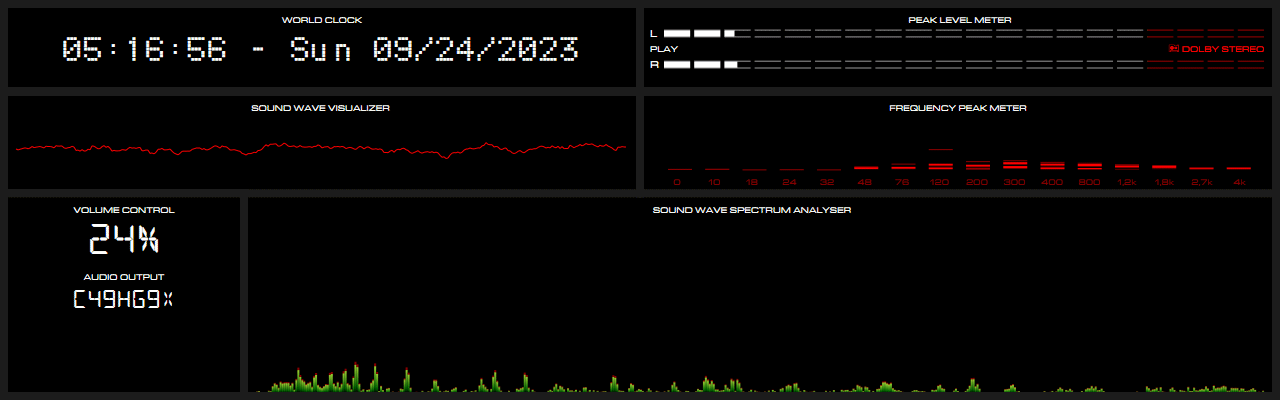 WORLD CLOCK
05:16:56 - Sun 09/24/2023
PEAK LEVEL METER
L
PLAY
DOLBY STEREO
R
SOUND WAVE VISUALIZER
FREQUENCY PEAK METER
0 10 16 24 32 46 76 180 200 300 400 800 1.2k 1.8k 2.7k 4k
VOLUME CONTROL
24%
AUDIO OUTPUT
C49HG9X
SOUND WAVE SPECTRUM ANALYSER